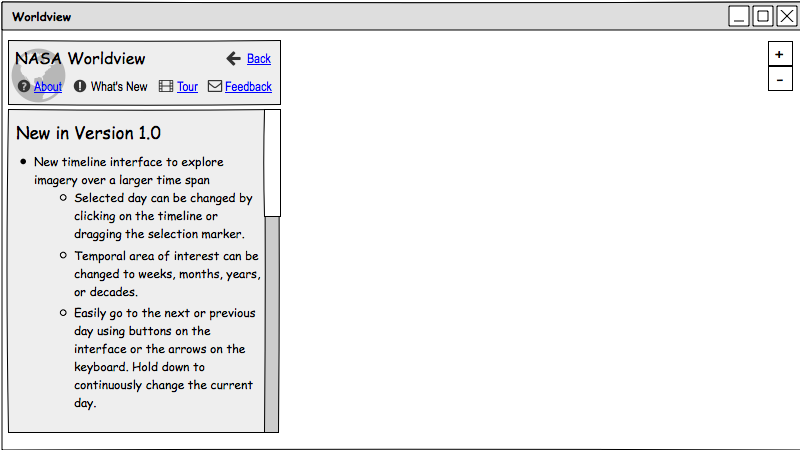 Worldview
NASA Worldview
Back
About What's New Tour Feedback
New in Version 1.0
• New timeline interface to explore
imagery over a larger time span
○ Selected day can be changed by
clicking on the timeline or
dragging the selection marker.
○ Temporal area of interest can be
changed to weeks, months, years,
or decades.
○ Easily go to the next or previous
day using buttons on the
interface or the arrows on the
keyboard. Hold down to
continuously change the current
day.
+
-